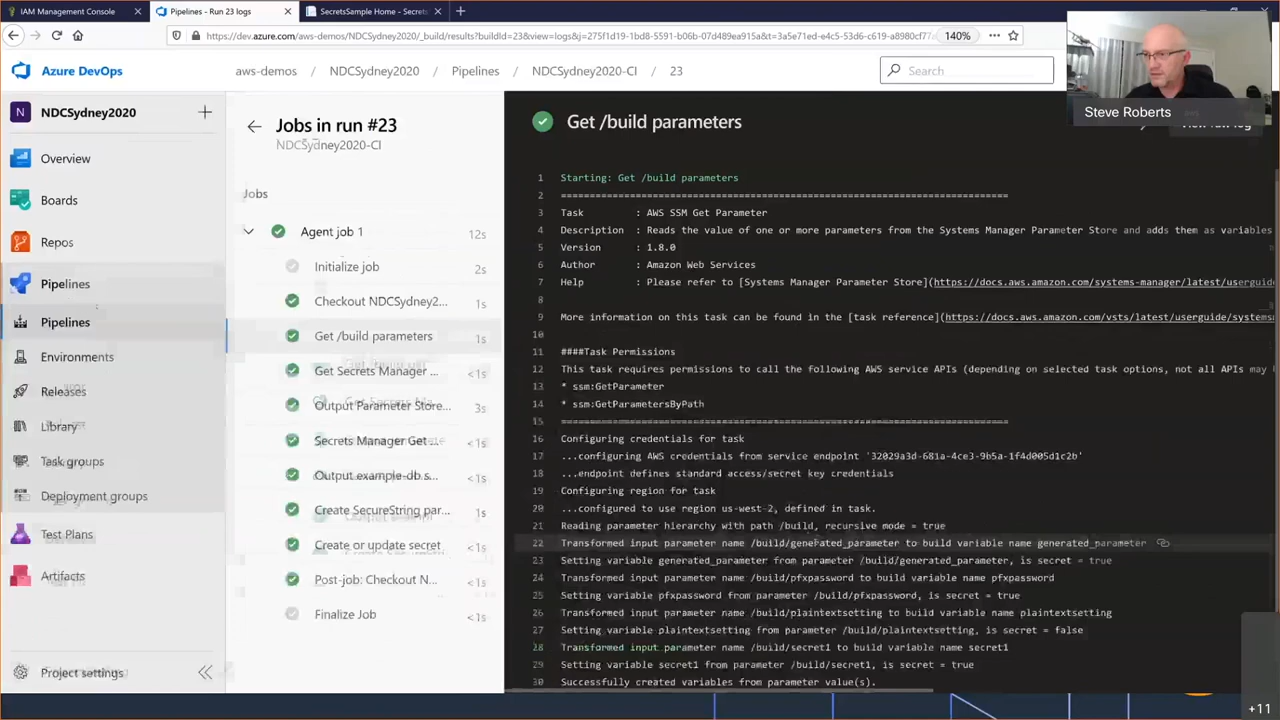 IAM Management Console
Pipelines - Run 23 logs
SecretsSample Home - Secrets
https://dev.azure.com/aws-demos/NDCSydney2020/_build/results?buildId=23&view=logs&j=275f1d19-1bd8-5591-b06b-07d489ea915a&t=3a5e71ed-e4c5-53d6-c619-a8980cf77
140%
Azure DevOps
aws-demos / NDCSydney2020 / Pipelines / NDCSydney2020-CI / 23
Search
Steve Roberts
View raw log
NDCSydney2020
Overview
Boards
Repos
Pipelines
Pipelines
Environments
Releases
Library
Task groups
Deployment groups
Test Plans
Artifacts
Project settings
Jobs in run #23
NDCSydney2020-CI
Jobs
Agent job 1 12s
Initialize job 2s
Checkout NDCSydney2... 1s
Get /build parameters 1s
Get Secrets Manager ... <1s
Output Parameter Store... 3s
Secrets Manager Get ... <1s
Output example-db.s... <1s
Create SecureString par... <1s
Create or update secret <1s
Post-job: Checkout N... <1s
Finalize Job <1s
Get /build parameters
1 Starting: Get /build parameters
2 ==============================================================================
3 Task : AWS SSM Get Parameter
4 Description : Reads the value of one or more parameters from the Systems Manager Parameter Store and adds them as variables
5 Version : 1.8.0
6 Author : Amazon Web Services
7 Help : Please refer to [Systems Manager Parameter Store](https://docs.aws.amazon.com/systems-manager/latest/userguide
8
9 More information on this task can be found in the [task reference](https://docs.aws.amazon.com/vsts/latest/userguide/systems
10
11 ####Task Permissions
12 This task requires permissions to call the following AWS service APIs (depending on selected task options, not all APIs may
13 * ssm:GetParameter
14 * ssm:GetParametersByPath
15 ==============================================================================
16 Configuring credentials for task
17 ...configuring AWS credentials from service endpoint '32029a3d-681a-4ce3-9b5a-1f4d005d1c2b'
18 ...endpoint defines standard access/secret key credentials
19 Configuring region for task
20 ...configured to use region us-west-2, defined in task.
21 Reading parameter hierarchy with path /build, recursive mode = true
22 Transformed input parameter name /build/generated_parameter to build variable name generated_parameter
23 Setting variable generated_parameter from parameter /build/generated_parameter, is secret = true
24 Transformed input parameter name /build/pfxpassword to build variable name pfxpassword
25 Setting variable pfxpassword from parameter /build/pfxpassword, is secret = true
26 Transformed input parameter name /build/plaintextsetting to build variable name plaintextsetting
27 Setting variable plaintextsetting from parameter /build/plaintextsetting, is secret = false
28 Transformed input parameter name /build/secret1 to build variable name secret1
29 Setting variable secret1 from parameter /build/secret1, is secret = true
30 Successfully created variables from parameter value(s).
+11